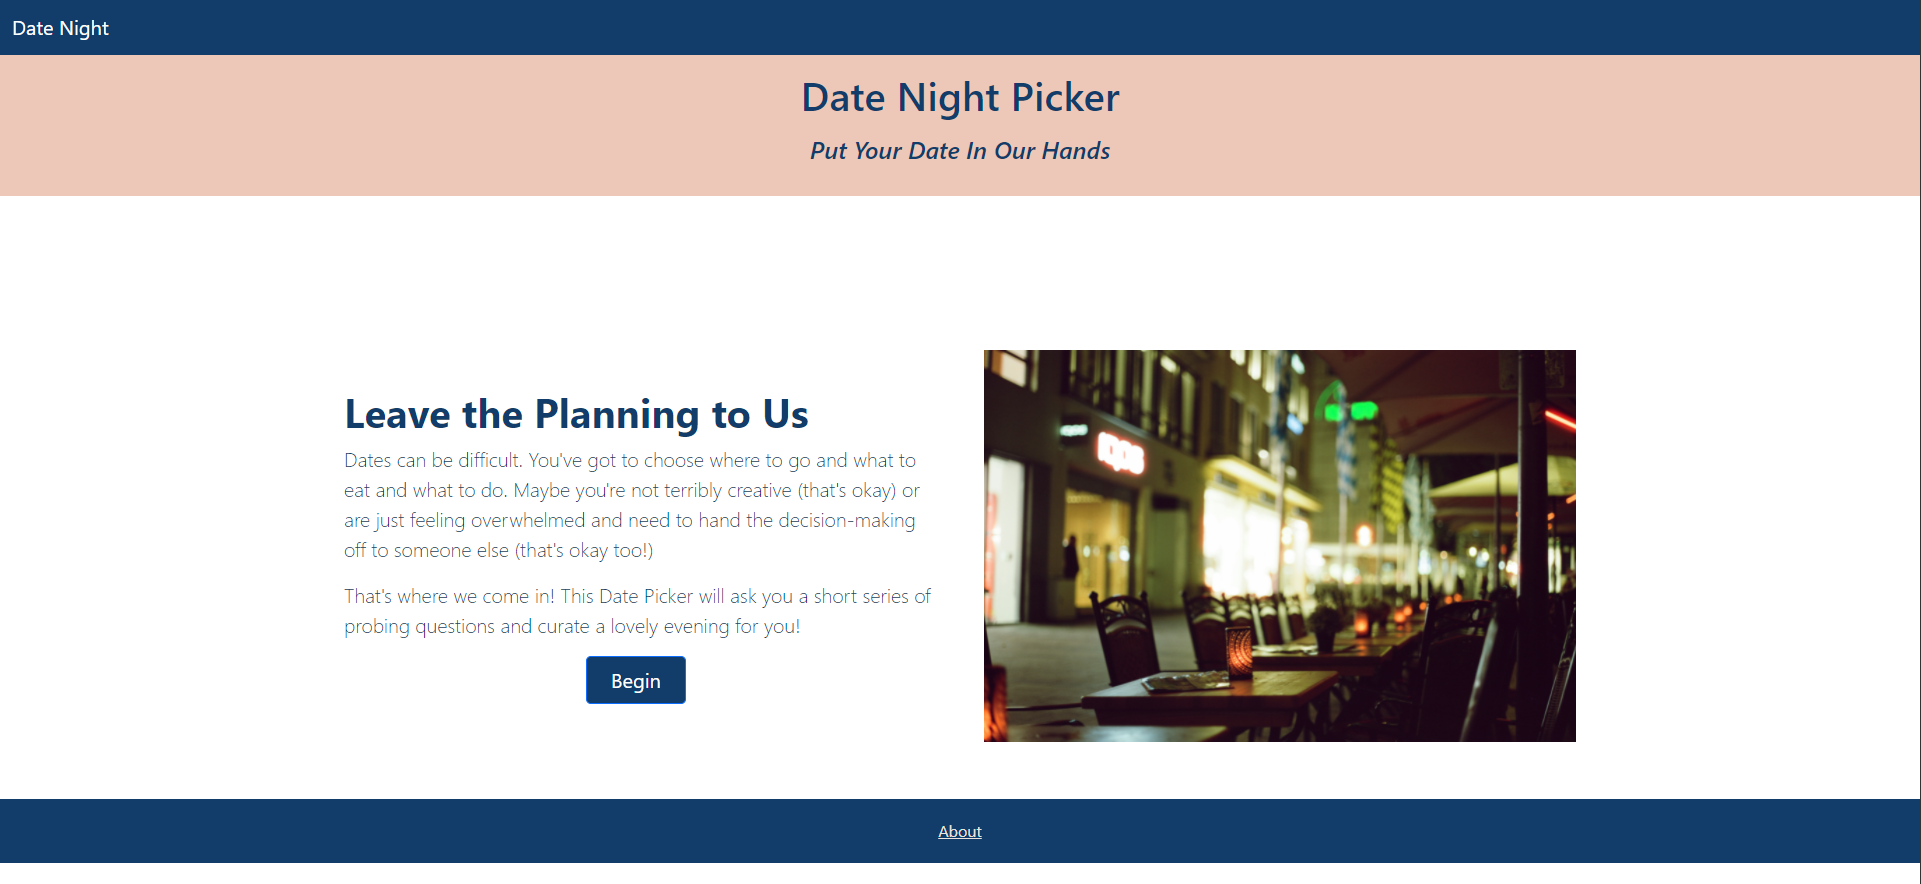 Date Night
Date Night Picker
Put Your Date In Our Hands
Leave the Planning to Us
Dates can be difficult. You've got to choose where to go and what to
eat and what to do. Maybe you're not terribly creative (that's okay) or
are just feeling overwhelmed and need to hand the decision-making
off to someone else (that's okay too!)
That's where we come in! This Date Picker will ask you a short series of
probing questions and curate a lovely evening for you!
Begin
About